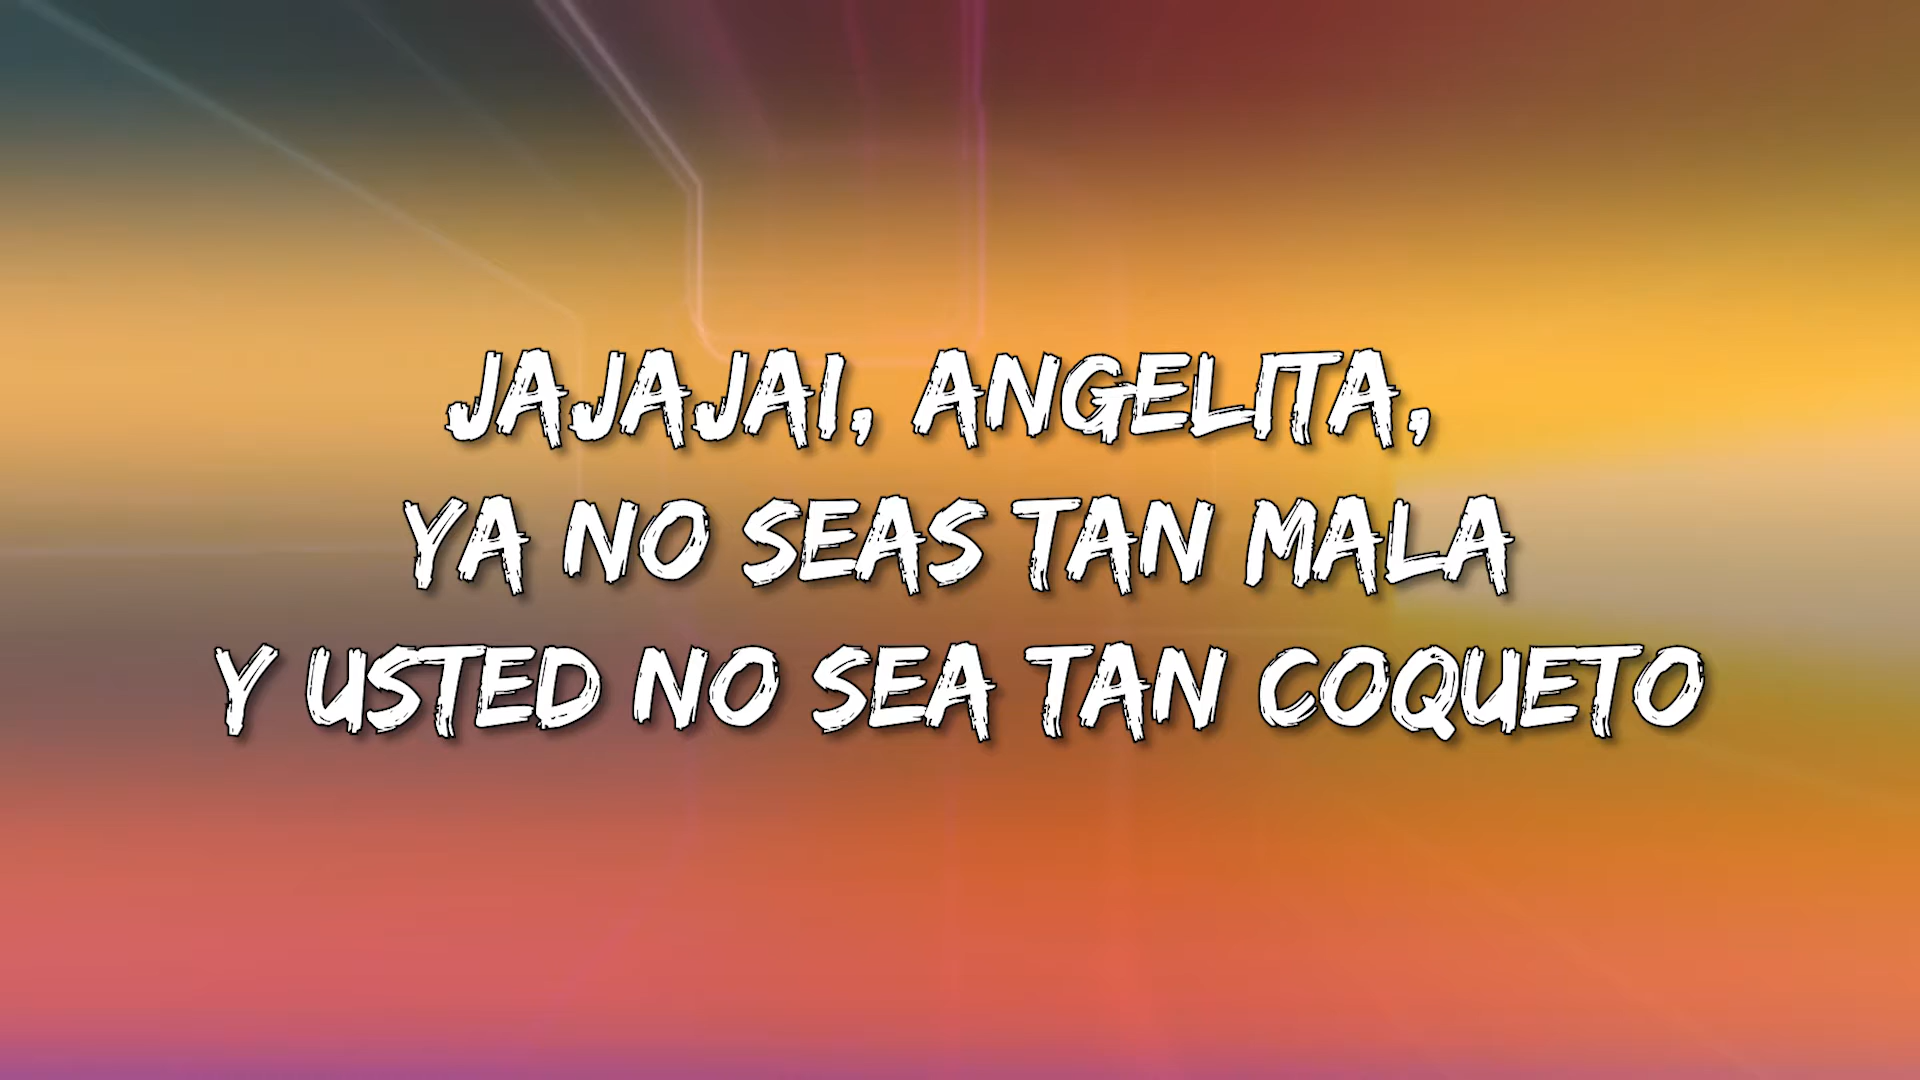 JAJAJAI, ANGELITA,
YA NO SEAS TAN MALA
Y USTED NO SEA TAN COQUETO